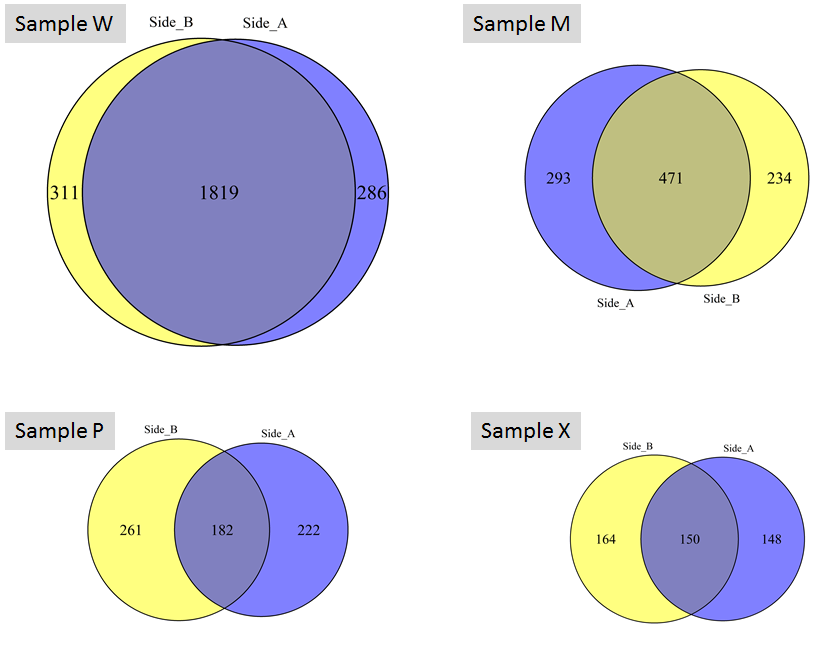 Sample W
Side_B
Side_A
311
1819
286
Sample M
293
471
234
Side_A
Side_B
Sample P
Side_B
Side_A
261
182
222
Sample X
Side_B
Side_A
164
150
148